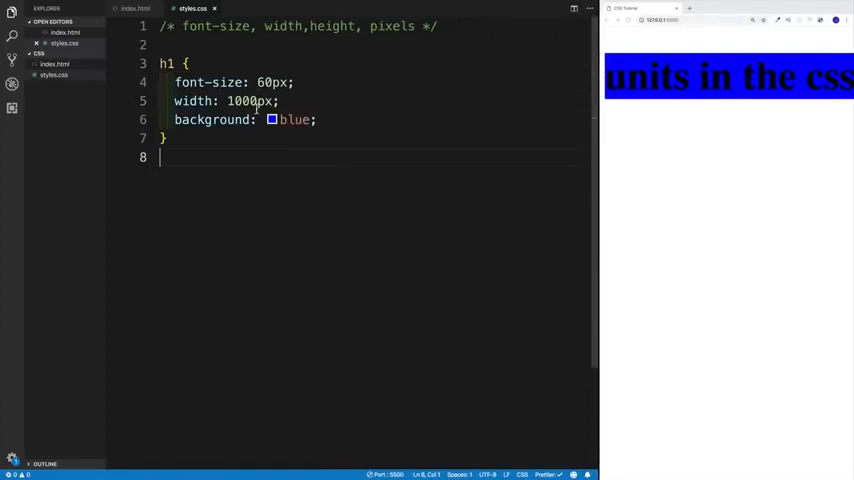 EXPLORER
OPEN EDITORS
index.html
styles.css
CSS
index.html
styles.css
OUTLINE
index.html
styles.css
1 /* font-size, width,height, pixels */
2
3 h1 {
4 font-size: 60px;
5 width: 1000px;
6 background: blue;
7 }
8
0 0
Port : 5500
Ln 8, Col 1
Spaces: 1
UTF-8
LF
CSS
Prettier: ✓
CSS Tutorial
127.0.0.1:5500
units in the css